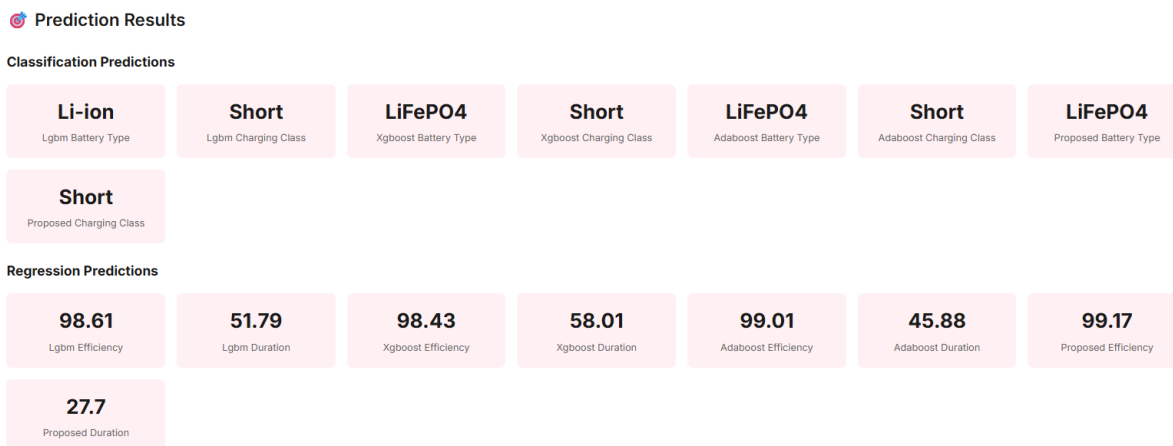 🎯 Prediction Results
Classification Predictions
Li-ion
Lgbm Battery Type
Short
Lgbm Charging Class
LiFePO4
Xgboost Battery Type
Short
Xgboost Charging Class
LiFePO4
Adaboost Battery Type
Short
Adaboost Charging Class
LiFePO4
Proposed Battery Type
Short
Proposed Charging Class
Regression Predictions
98.61
Lgbm Efficiency
51.79
Lgbm Duration
98.43
Xgboost Efficiency
58.01
Xgboost Duration
99.01
Adaboost Efficiency
45.88
Adaboost Duration
99.17
Proposed Efficiency
27.7
Proposed Duration